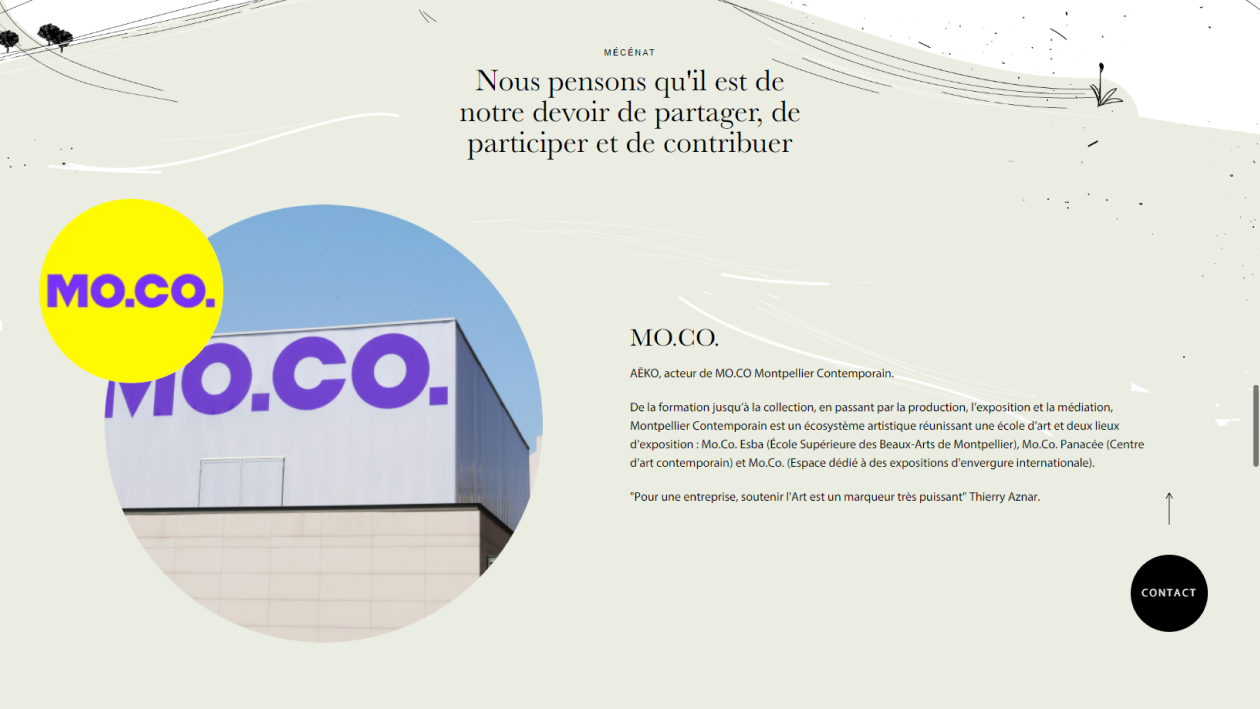 MÉCÉNAT
Nous pensons qu'il est de
notre devoir de partager, de
participer et de contribuer
MO.CO.
MO.CO.
MO.CO.
AËKO, acteur de MO.CO Montpellier Contemporain.
De la formation jusqu'à la collection, en passant par la production, l'exposition et la médiation,
Montpellier Contemporain est un écosystème artistique réunissant une école d'art et deux lieux
d'exposition : Mo.Co. Esba (École Supérieure des Beaux-Arts de Montpellier), Mo.Co. Panacée (Centre
d'art contemporain) et Mo.Co. (Espace dédié à des expositions d'envergure internationale).
"Pour une entreprise, soutenir l'Art est un marqueur très puissant" Thierry Aznar.
CONTACT